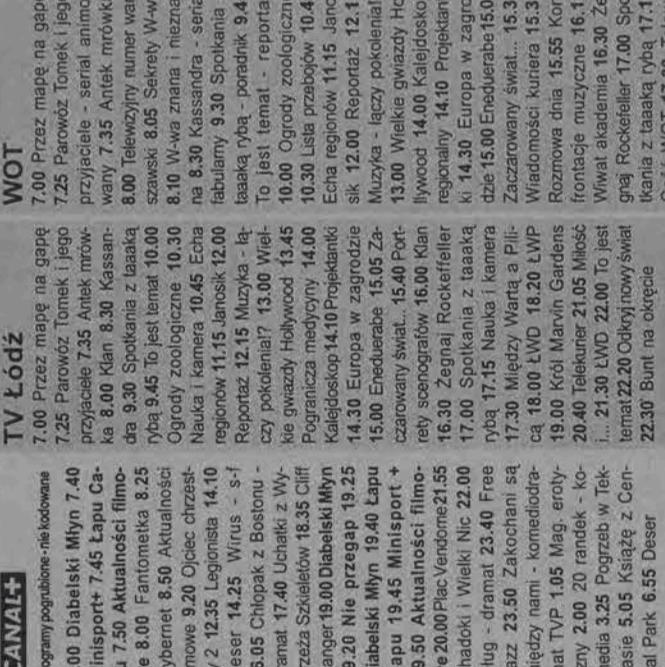 CANAL+
ogramy pogrubione - nie kodowane
00 Diabelski Młyn 7.40
inisport+ 7.45 Łapu Ca-
u 7.50 Aktualności filmo-
e 8.00 Fantometka 8.25
ybernet 8.50 Aktualności
mowe 9.20 Ojciec chrzest-
y 2 12.35 Legionista 14.10
eser 14.25 Wirus - s-f
6.05 Chłopak z Bostonu -
ramat 17.40 Uchatki z Wy-
rzeża Szkieletów 18.35 Cliff
anger 19.00 Diabelski Młyn
9.20 Nie przegap 19.25
iabelski Młyn 19.40 Łapu
apu 19.45 Minisport +
9.50 Aktualności filmo-
e 20.00 Plac Vendome 21.55
hadoki i Wielki Nic 22.00
ług - dramat 23.40 Free
azz 23.50 Zakochani są
iędzy nami - komediodra-
mat TVP 1.05 Mag. eroty-
ny 2.00 20 randek - ko-
edia 3.25 Pogrzeb w Tek-
assie 5.05 Książę z Cen-
al Park 6.55 Deser
TV Łódź
7.00 Przez mapę na gapę
7.25 Parowóz Tomek i jego
przyjaciele 7.35 Antek mrów-
ka 8.00 Klan 8.30 Kassan-
dra 9.30 Spotkania z taaaką
rybą 9.45 To jest temat 10.00
Ogrody zoologiczne 10.30
Nauka i kamera 10.45 Echa
regionów 11.15 Janosik 12.00
Reportaż 12.15 Muzyka - łą-
czy pokolenia!? 13.00 Wiel-
kie gwiazdy Hollywood 13.45
Pogranicza medycyny 14.00
Kalejdoskop 14.10 Projektantki
14.30 Europa w zagrodzie
15.00 Eneduerabe 15.05 Za-
czarowany świat... 15.40 Port-
rety scenografów 16.00 Klan
16.30 Żegnaj Rockeffeller
17.00 Spotkania z taaaką
rybą 17.15 Nauka i kamera
17.30 Między Wartą a Pili-
cą 18.00 ŁWD 18.20 ŁWP
19.00 Król Marvin Gardens
20.40 Telekurier 21.05 Miłość
i... 21.30 ŁWD 22.00 To jest
temat 22.20 Odkryj nowy świat
22.30 Bunt na okręcie
WOT
7.00 Przez mapę na gapę
7.25 Parowóz Tomek i jego
przyjaciele - serial animo
wany 7.35 Antek mrówk
8.00 Telewizyjny numer war
szawski 8.05 Sekrety W-w
8.10 W-wa znana i niezna
na 8.30 Kassandra - seria
fabularny 9.30 Spotkania
taaaką rybą - poradnik 9.4
To jest temat - reporta
10.00 Ogrody zoologiczn
10.30 Lista przebojów 10.4
Echa regionów 11.15 Jano
sik 12.00 Reportaż 12.1
Muzyka - łączy pokolenia!
13.00 Wielkie gwiazdy Ho
llywood 14.00 Kalejdosko
regionalny 14.10 Projektant
ki 14.30 Europa w zagro
dzie 15.00 Eneduerabe 15.0
Zaczarowany świat... 15.3
Wiadomości kuriera 15.3
Rozmowa dnia 15.55 Kon
frontacje muzyczne 16.1
Wiwat akademia 16.30 Że
gnaj Rockefeller 17.00 Spo
tkania z taaaką rybą 17.1